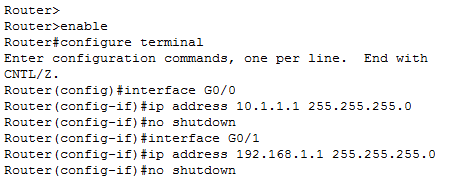 Router>
Router>enable
Router#configure terminal
Enter configuration commands, one per line.  End with
CNTL/Z.
Router(config)#interface G0/0
Router(config-if)#ip address 10.1.1.1 255.255.255.0
Router(config-if)#no shutdown
Router(config-if)#interface G0/1
Router(config-if)#ip address 192.168.1.1 255.255.255.0
Router(config-if)#no shutdown